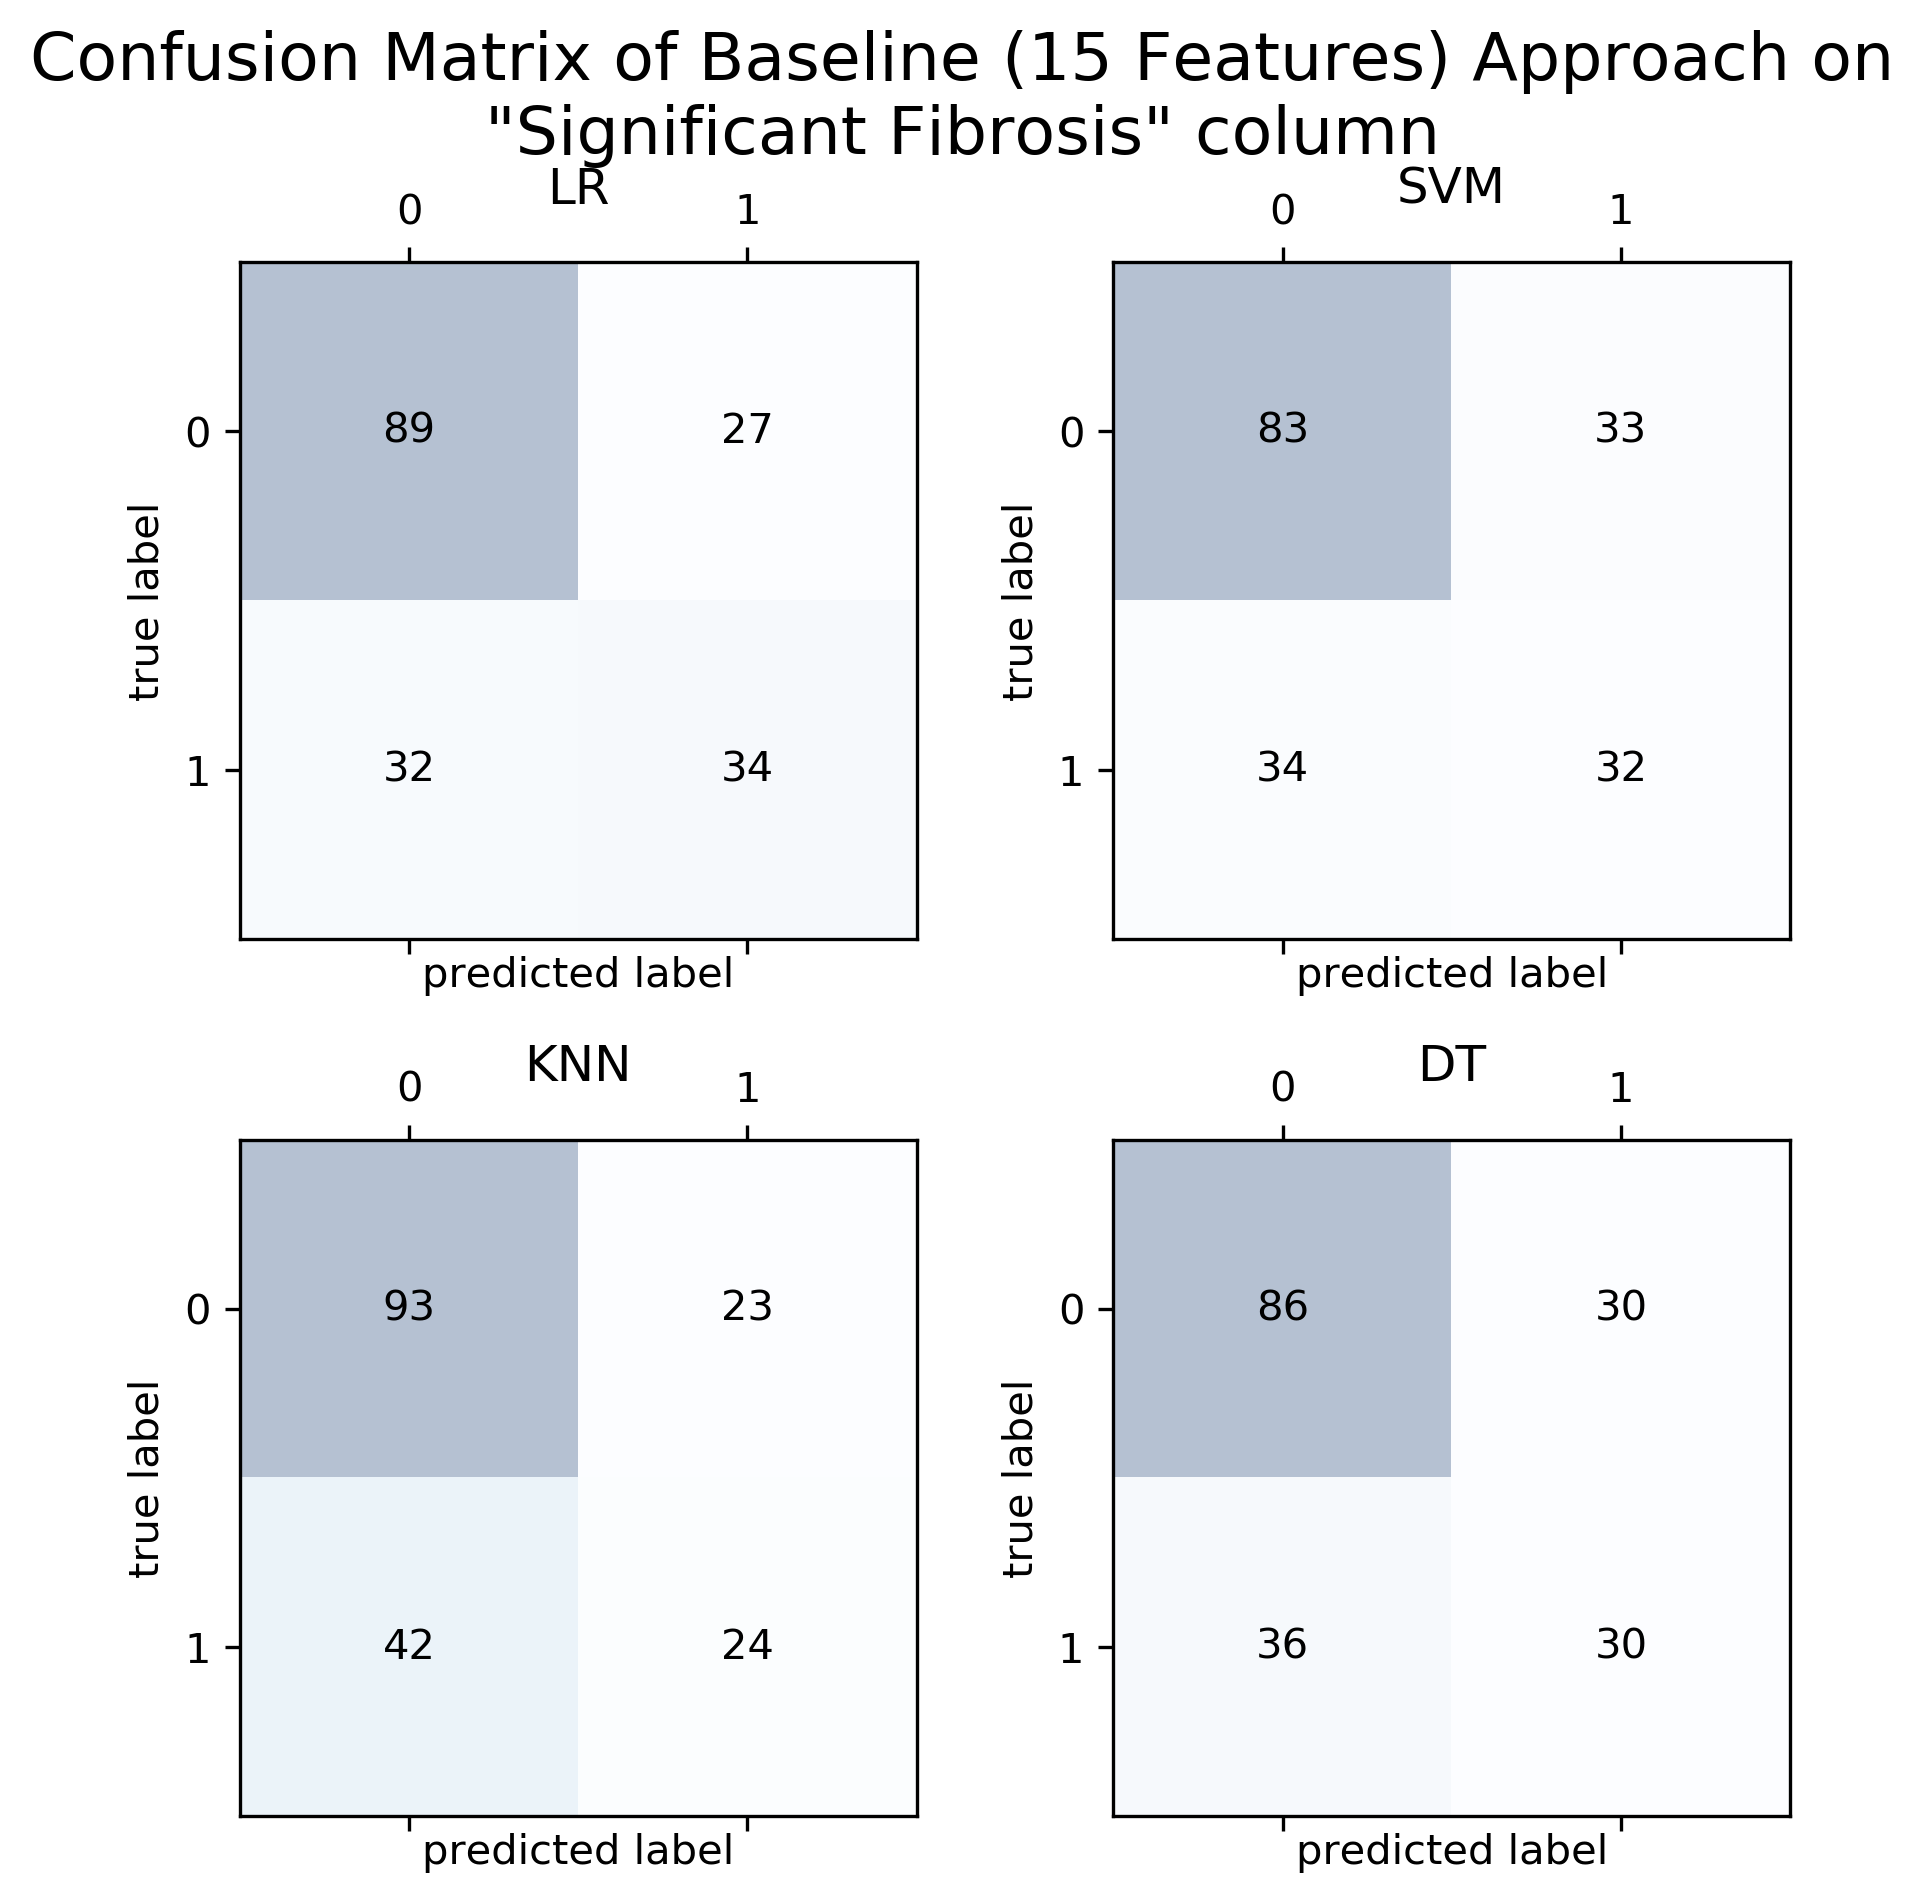 Confusion Matrix of Baseline (15 Features) Approach on
"Significant Fibrosis" column
LR
0 1
0 89 27
true label
1 32 34
predicted label
SVM
0 1
0 83 33
true label
1 34 32
predicted label
KNN
0 1
0 93 23
true label
1 42 24
predicted label
DT
0 1
0 86 30
true label
1 36 30
predicted label